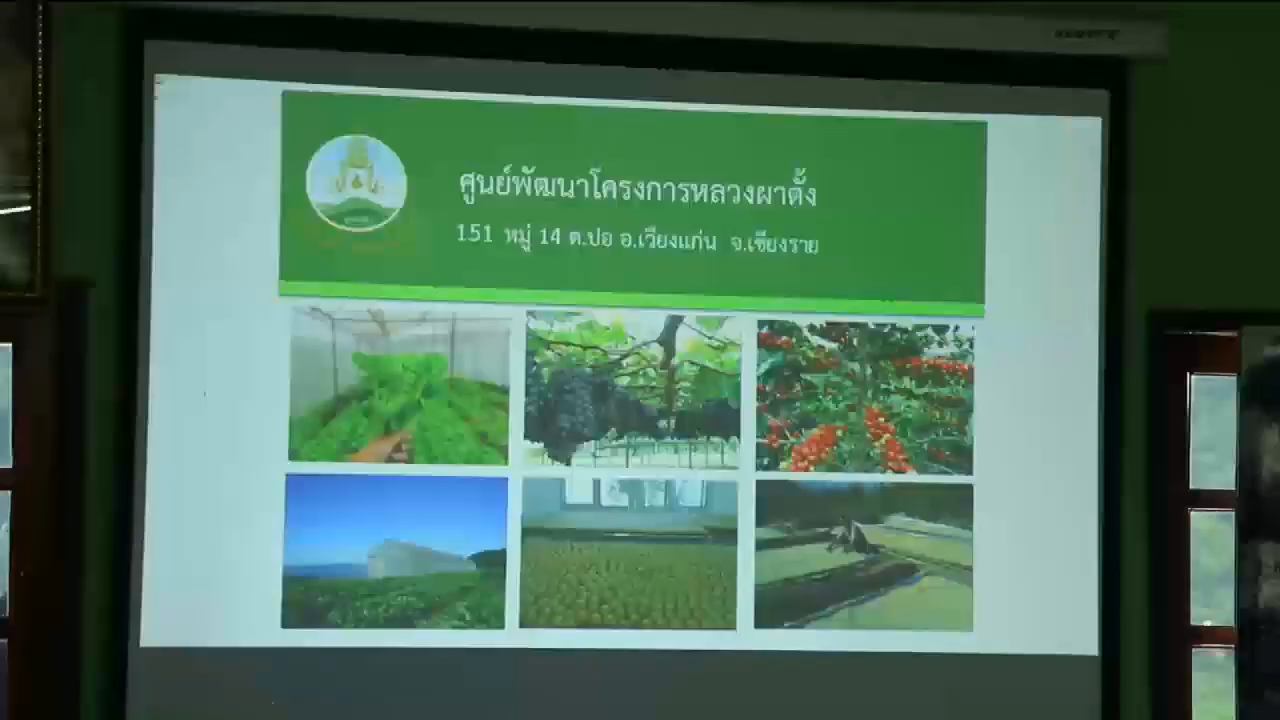 ศูนย์พัฒนาโครงการหลวงผาตั้ง
151 หมู่ 14 ต.ปอ อ.เวียงแก่น จ.เชียงราย